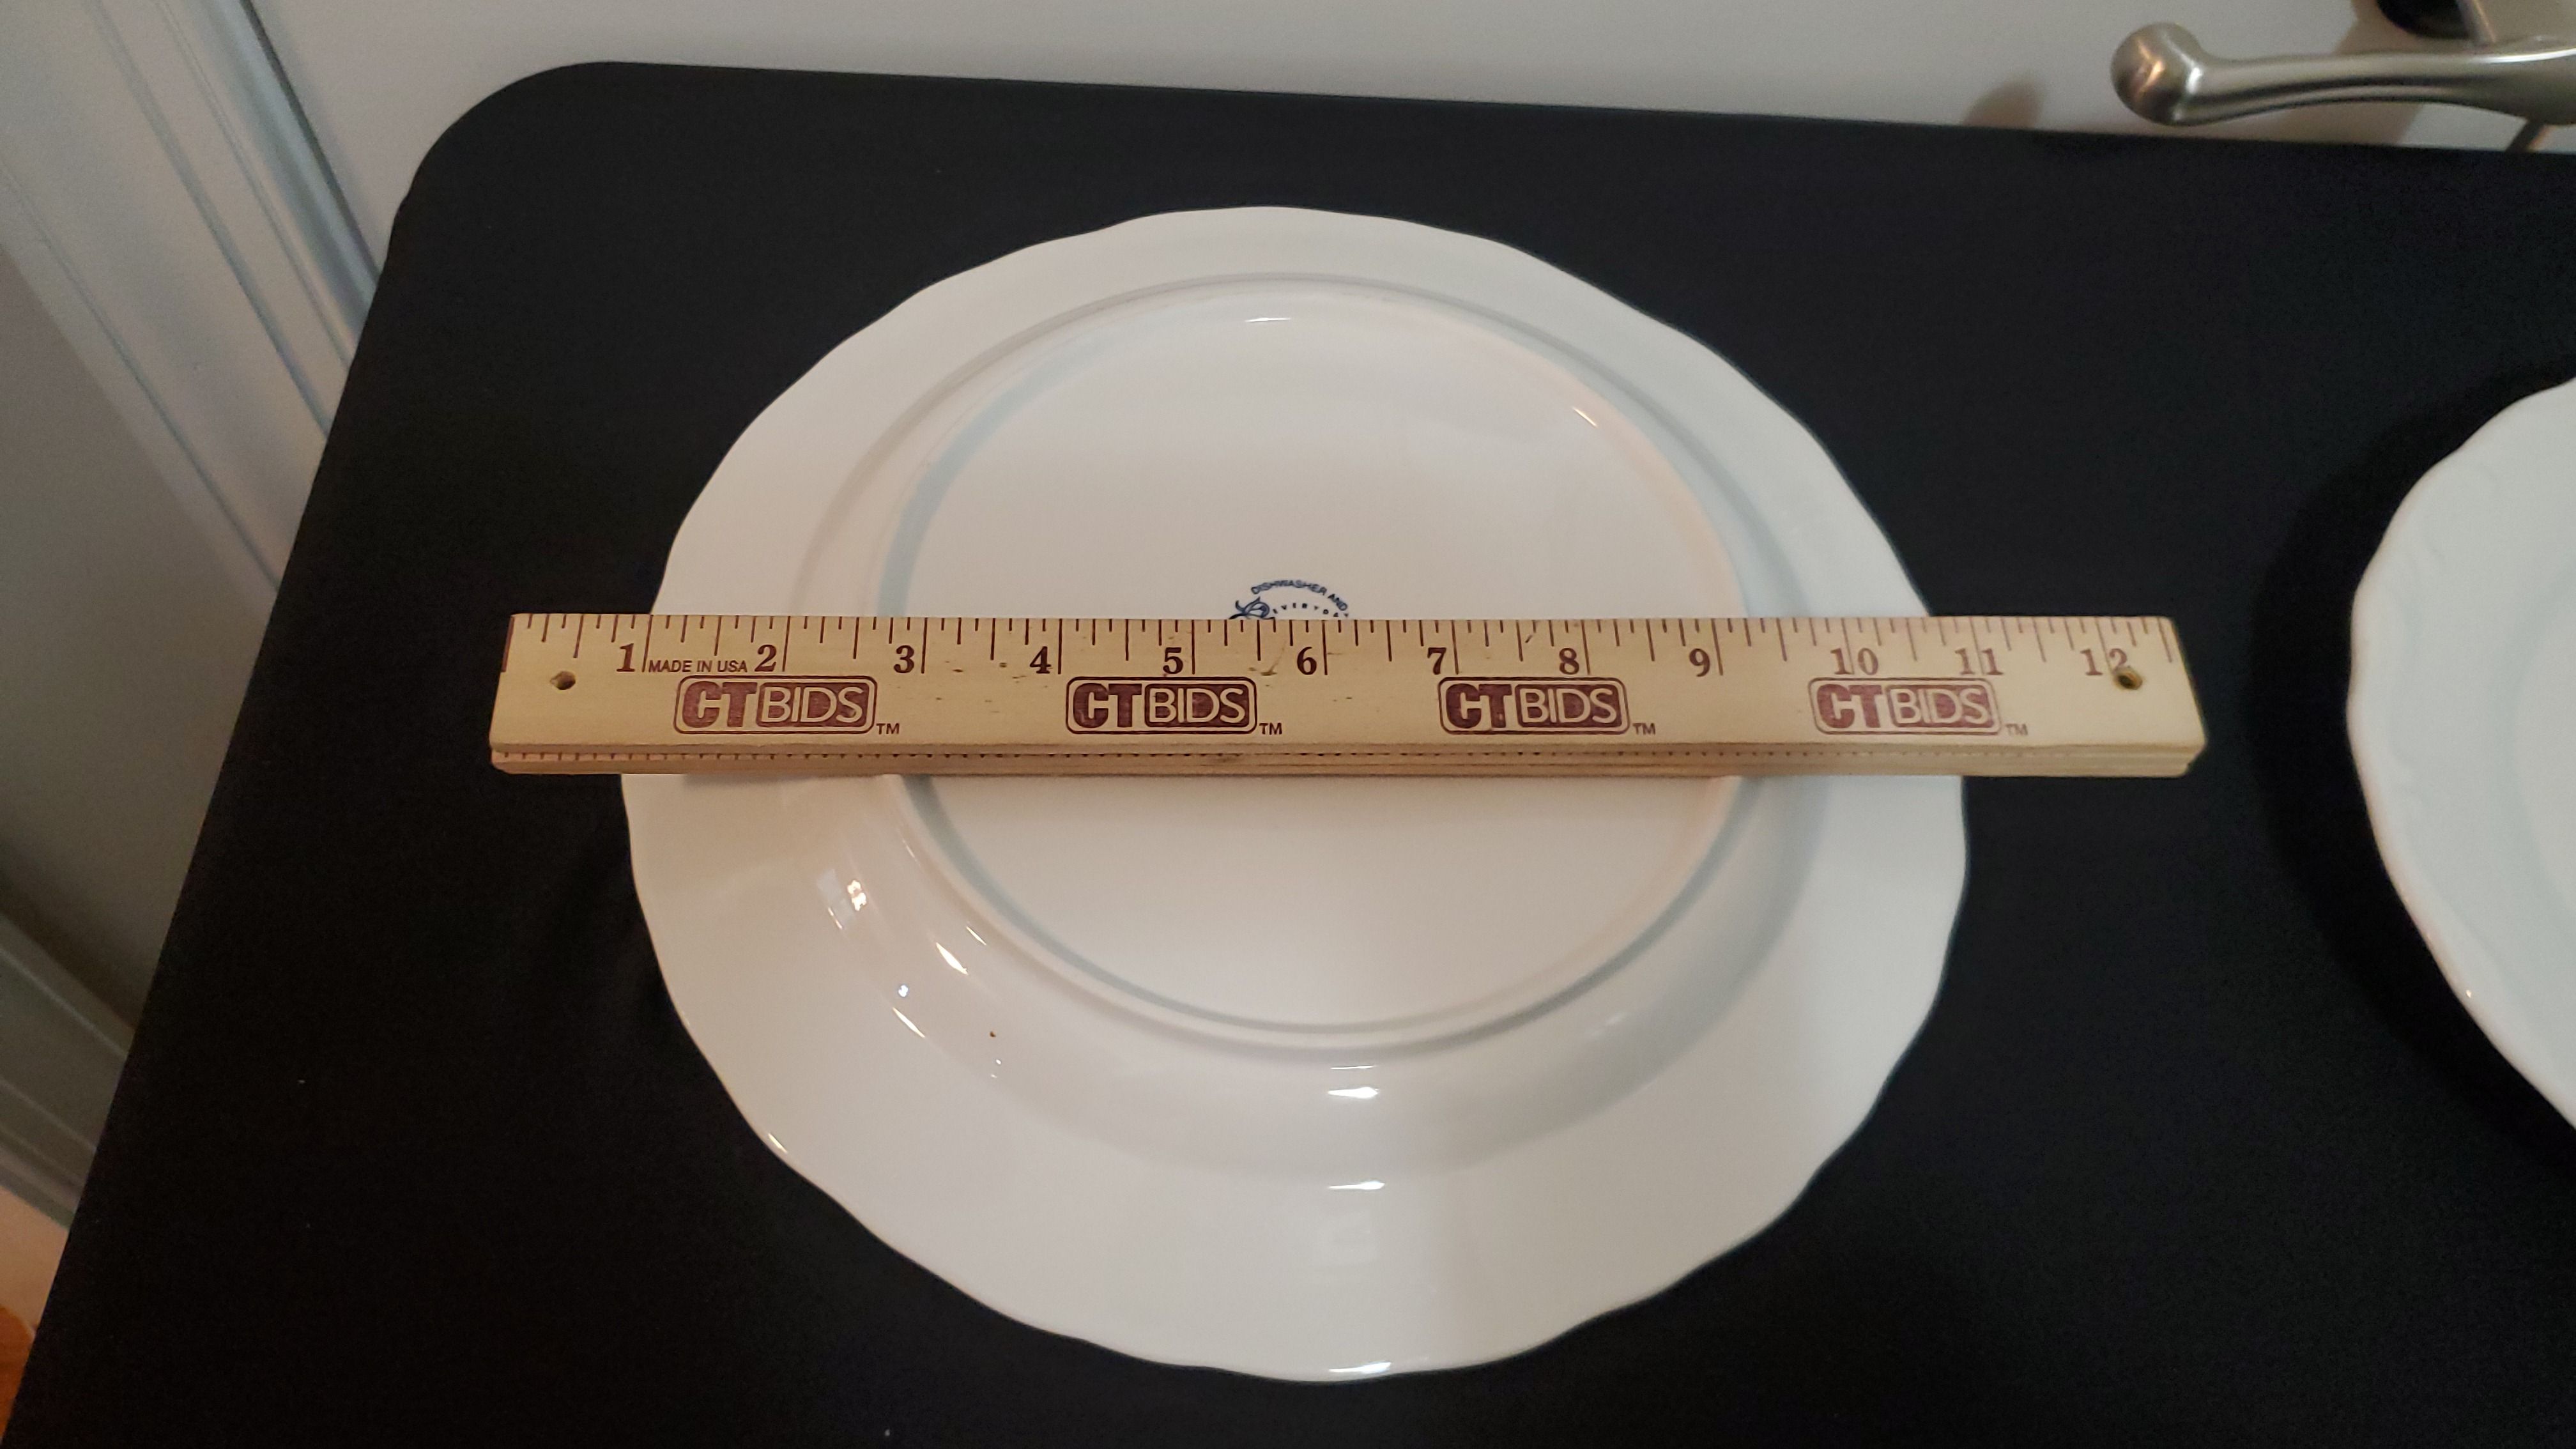 DISHWASHER AND
EVERYDA
1 2 3 4 5 6 7 8 9 10 11 12
MADE IN USA
CTBIDS™ CTBIDS™ CTBIDS™ CTBIDS™